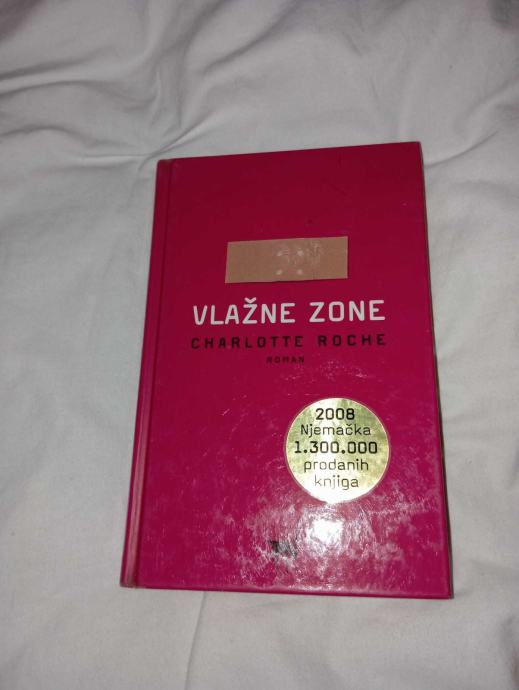 VLAŽNE ZONE
CHARLOTTE ROCHE
ROMAN
2008
Njemačka
1.300.000
prodanih
knjiga